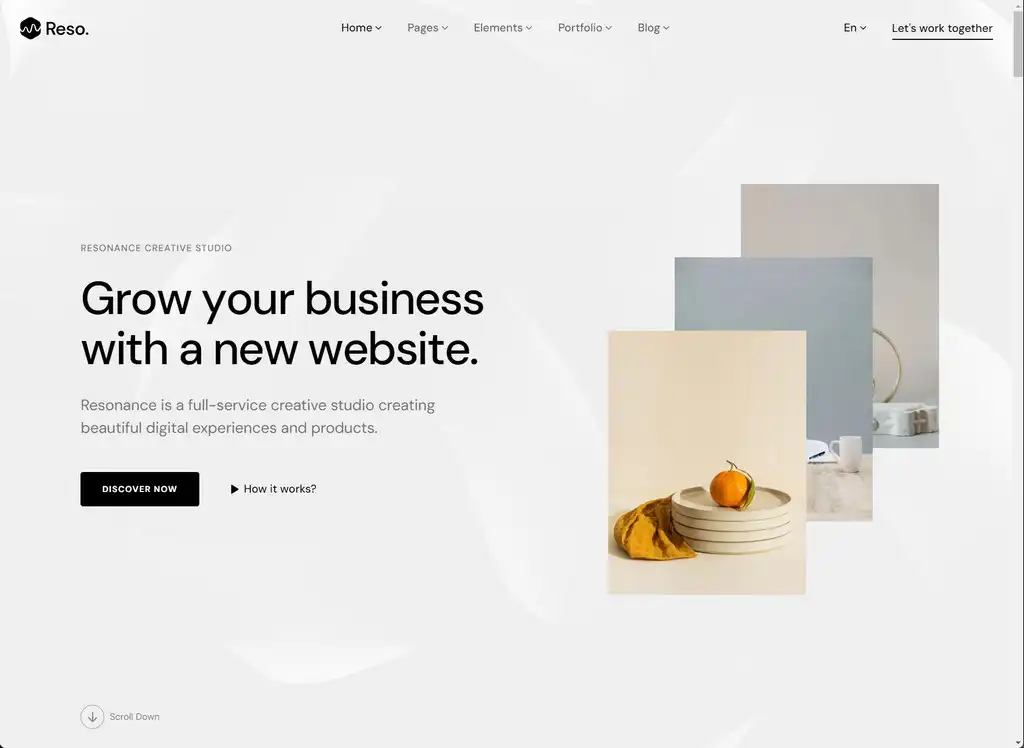 Reso.
Home
Pages
Elements
Portfolio
Blog
En
Let's work together
RESONANCE CREATIVE STUDIO
Grow your business
with a new website.
Resonance is a full-service creative studio creating
beautiful digital experiences and products.
DISCOVER NOW
How it works?
Scroll Down